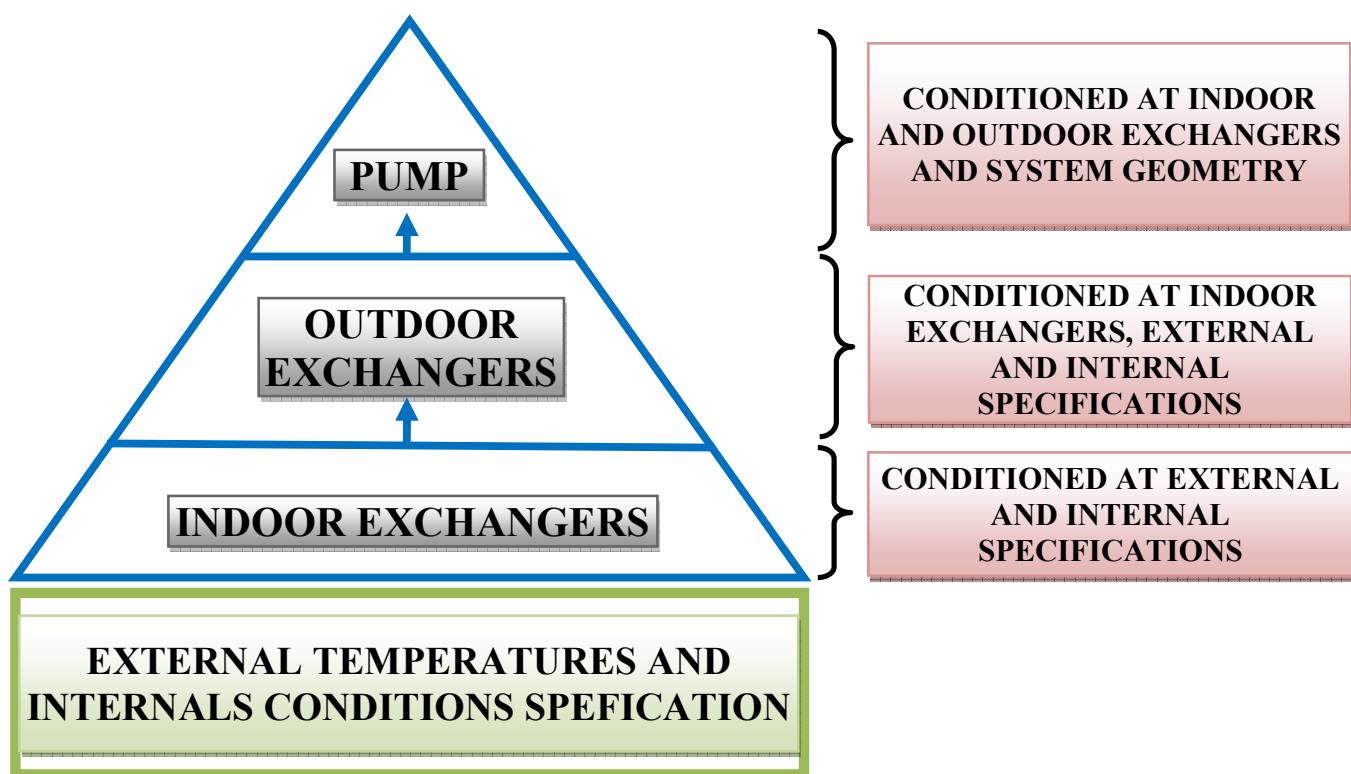 PUMP
CONDITIONED AT INDOOR
AND OUTDOOR EXCHANGERS
AND SYSTEM GEOMETRY
OUTDOOR
EXCHANGERS
CONDITIONED AT INDOOR
EXCHANGERS, EXTERNAL
AND INTERNAL
SPECIFICATIONS
INDOOR EXCHANGERS
CONDITIONED AT EXTERNAL
AND INTERNAL
SPECIFICATIONS
EXTERNAL TEMPERATURES AND
INTERNALS CONDITIONS SPEFICATION